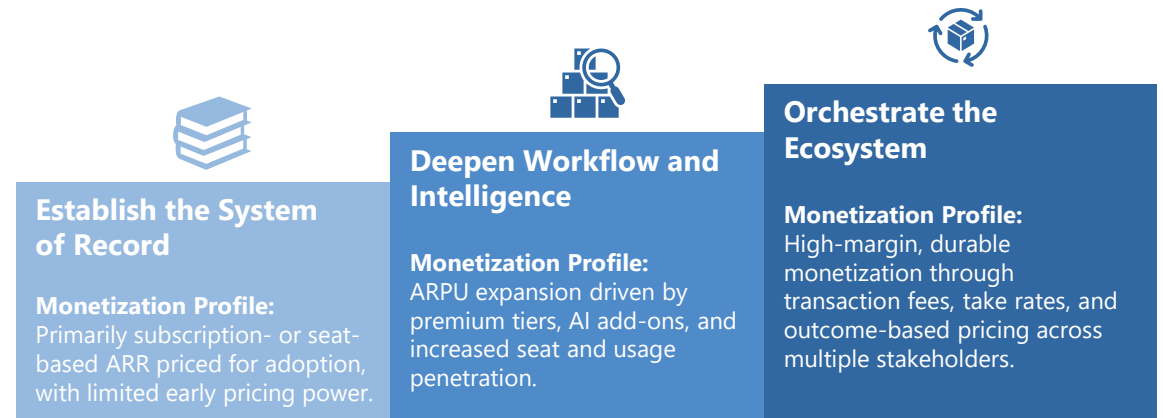 Establish the System
of Record
Monetization Profile:
Primarily subscription- or seat-
based ARR priced for adoption,
with limited early pricing power.
Deepen Workflow and
Intelligence
Monetization Profile:
ARPU expansion driven by
premium tiers, AI add-ons, and
increased seat and usage
penetration.
Orchestrate the
Ecosystem
Monetization Profile:
High-margin, durable
monetization through
transaction fees, take rates, and
outcome-based pricing across
multiple stakeholders.